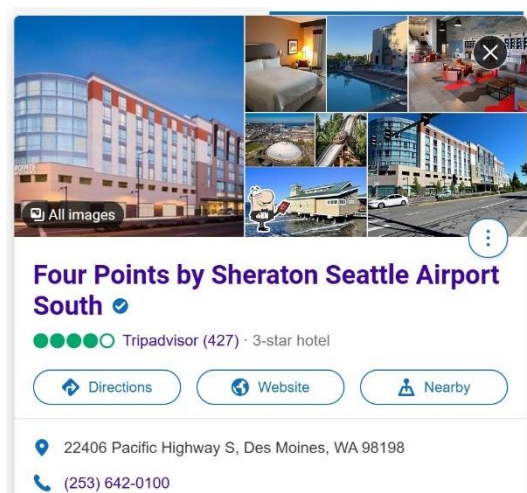 All images
Four Points by Sheraton Seattle Airport
South
Tripadvisor (427) · 3-star hotel
Directions
Website
Nearby
22406 Pacific Highway S, Des Moines, WA 98198
(253) 642-0100